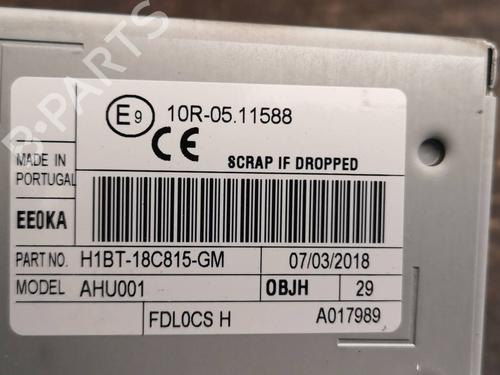 B-PARTS
E9 10R-05.11588
CE SCRAP IF DROPPED
MADE IN
PORTUGAL
EE0KA
PART NO. H1BT-18C815-GM 07/03/2018
MODEL AHU001 0BJH 29
FDL0CS H A017989